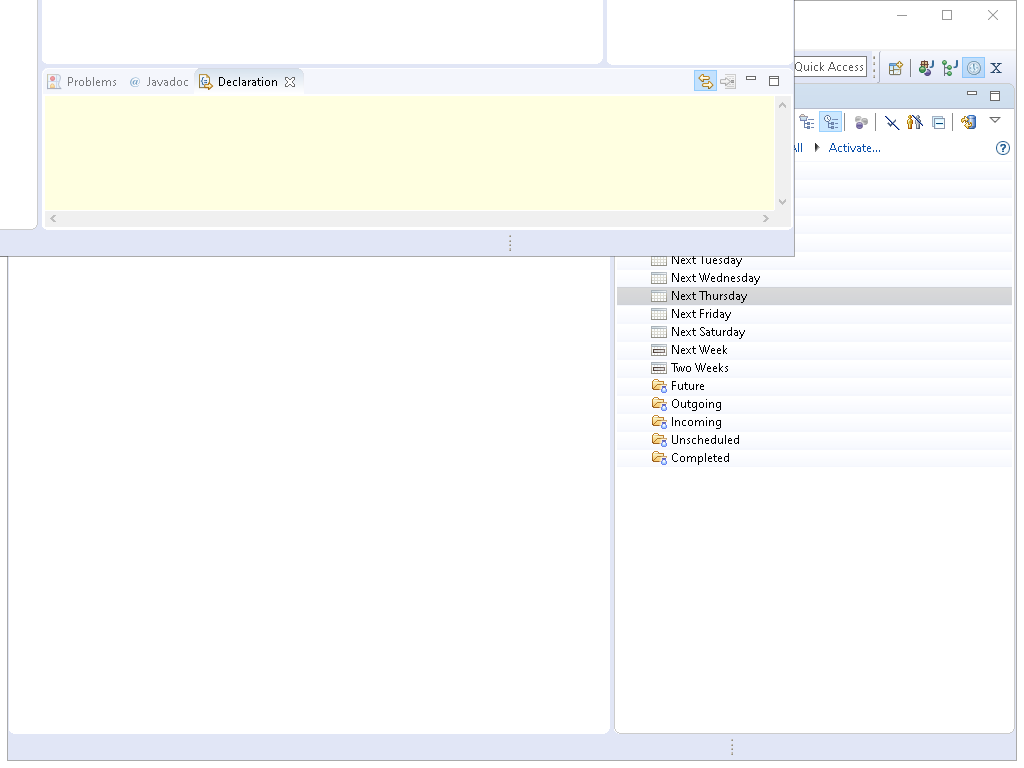 Problems @ Javadoc Declaration
Quick Access
All Activate...
Next Tuesday
Next Wednesday
Next Thursday
Next Friday
Next Saturday
Next Week
Two Weeks
Future
Outgoing
Incoming
Unscheduled
Completed